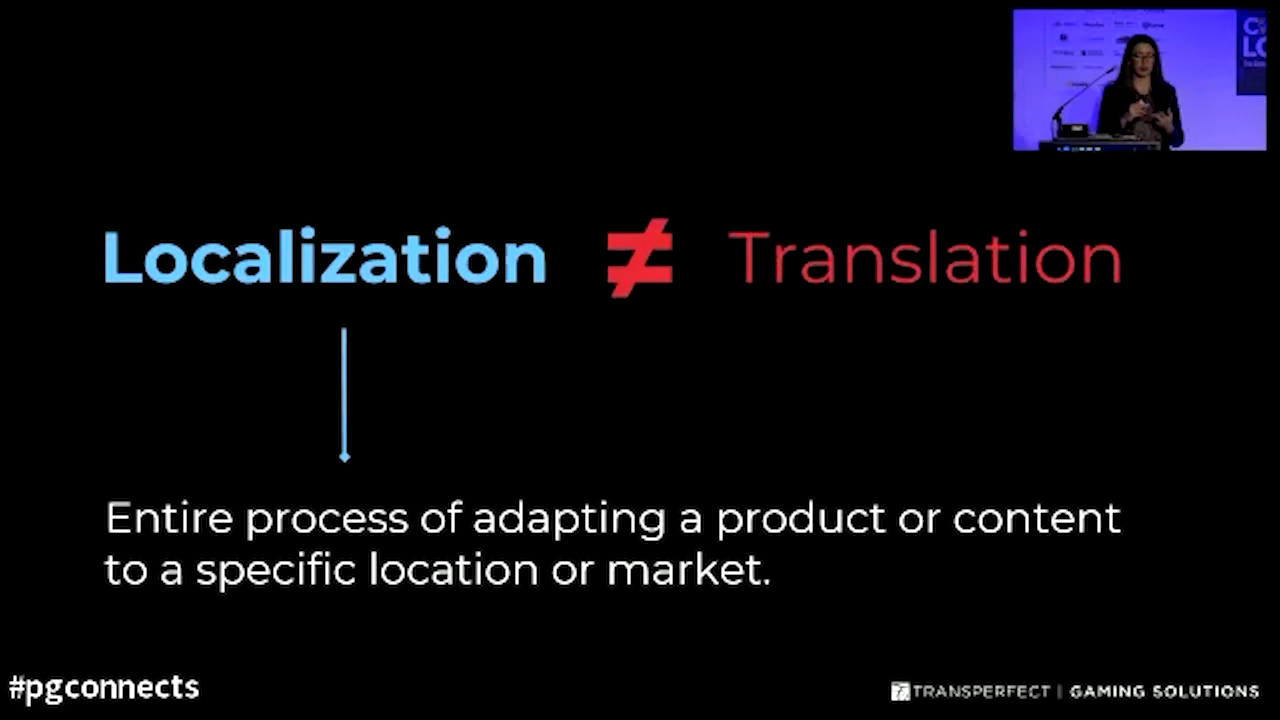 Localization ≠ Translation
Entire process of adapting a product or content
to a specific location or market.
#pgconnects
TRANSPERFECT | GAMING SOLUTIONS